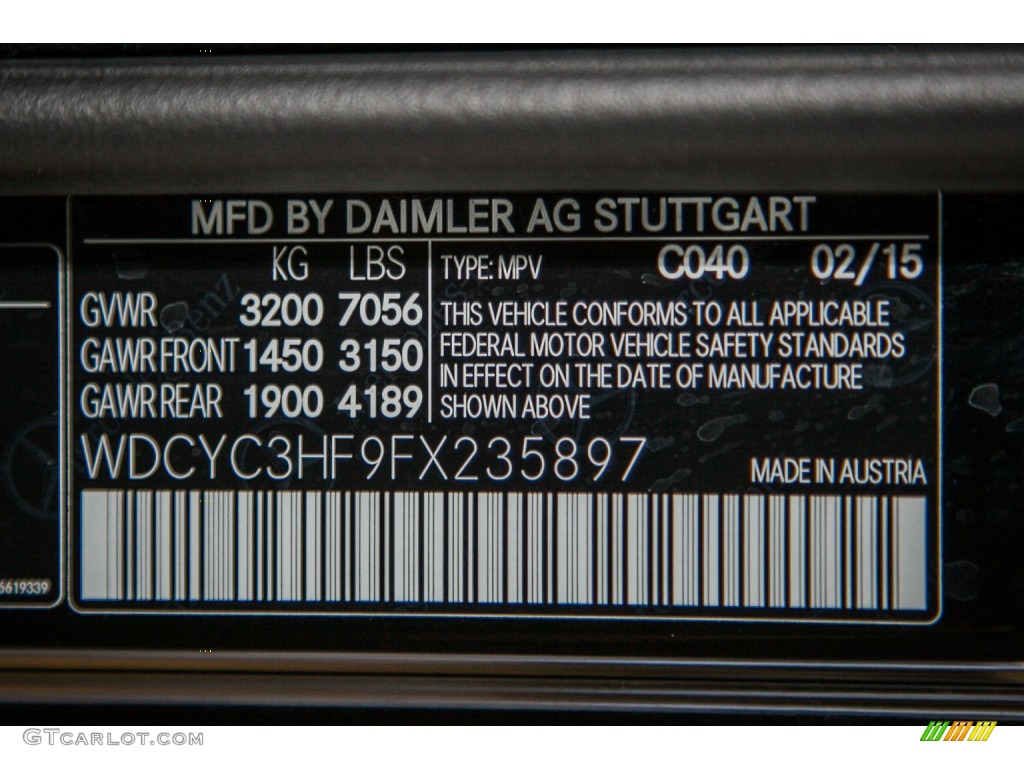 MFD BY DAIMLER AG STUTTGART
KG LBS
GVWR 3200 7056
GAWR FRONT 1450 3150
GAWR REAR 1900 4189
TYPE: MPV C040 02/15
THIS VEHICLE CONFORMS TO ALL APPLICABLE
FEDERAL MOTOR VEHICLE SAFETY STANDARDS
IN EFFECT ON THE DATE OF MANUFACTURE
SHOWN ABOVE
WDCYC3HF9FX235897
MADE IN AUSTRIA
6619339
GTCARLOT.COM